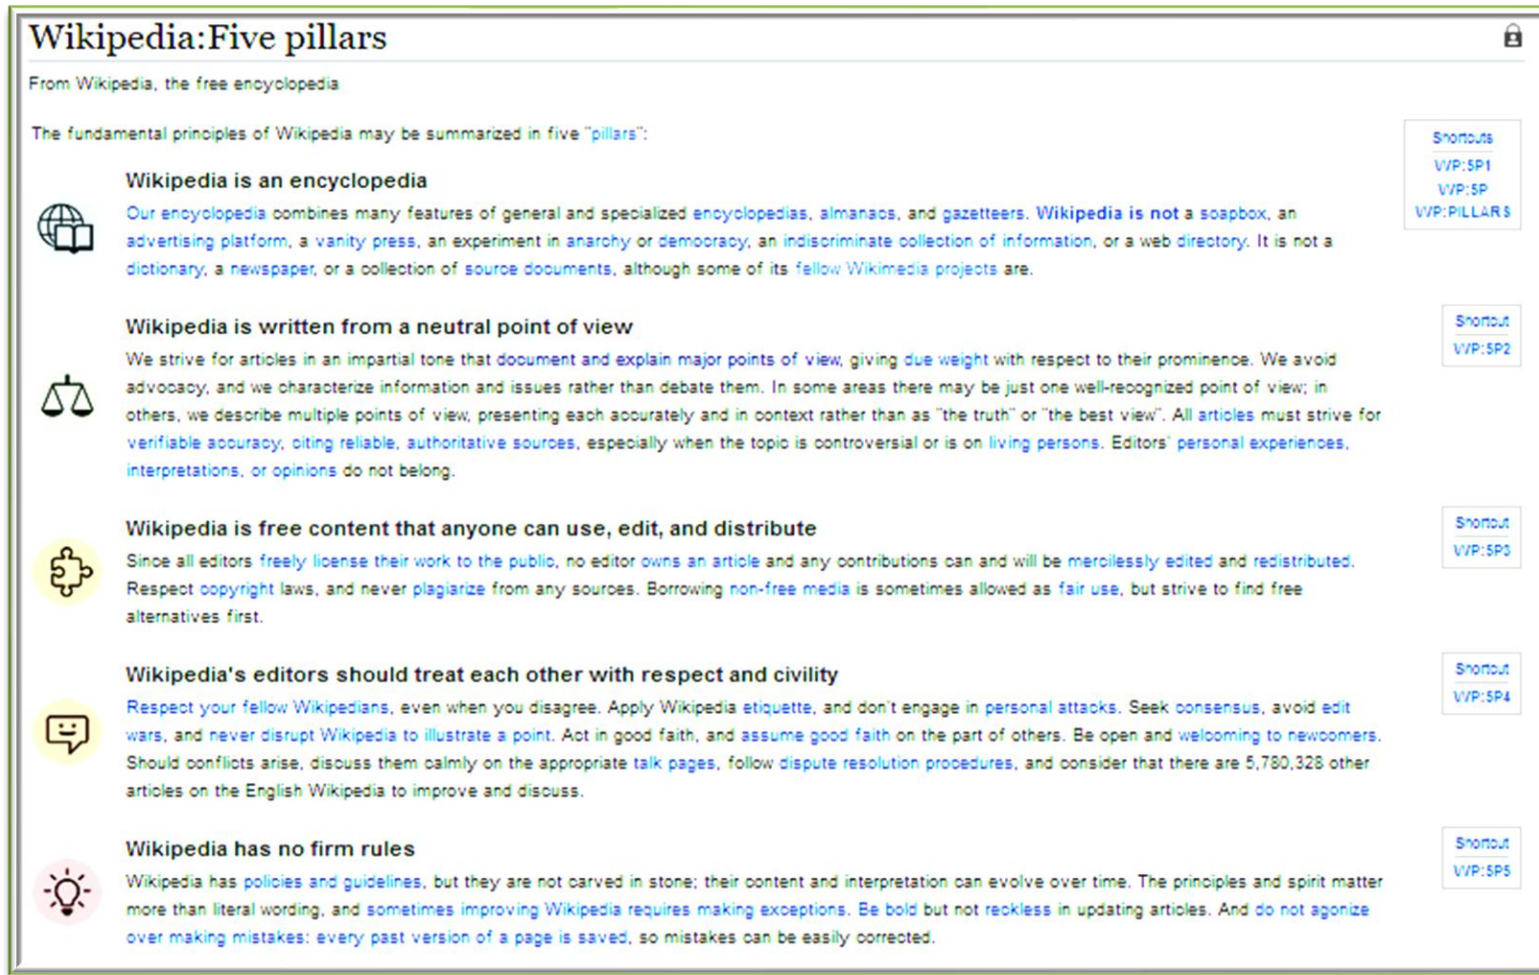 Wikipedia:Five pillars
From Wikipedia, the free encyclopedia
The fundamental principles of Wikipedia may be summarized in five "pillars":
Shortcuts
WP:5P1
WP:5P
WP:PILLARS
Wikipedia is an encyclopedia
Our encyclopedia combines many features of general and specialized encyclopedias, almanacs, and gazetteers. Wikipedia is not a soapbox, an
advertising platform, a vanity press, an experiment in anarchy or democracy, an indiscriminate collection of information, or a web directory. It is not a
dictionary, a newspaper, or a collection of source documents, although some of its fellow Wikimedia projects are.
Wikipedia is written from a neutral point of view
Shortcut
WP:5P2
We strive for articles in an impartial tone that document and explain major points of view, giving due weight with respect to their prominence. We avoid
advocacy, and we characterize information and issues rather than debate them. In some areas there may be just one well-recognized point of view; in
others, we describe multiple points of view, presenting each accurately and in context rather than as "the truth" or "the best view". All articles must strive for
verifiable accuracy, citing reliable, authoritative sources, especially when the topic is controversial or is on living persons. Editors' personal experiences,
interpretations, or opinions do not belong.
Wikipedia is free content that anyone can use, edit, and distribute
Shortcut
WP:5P3
Since all editors freely license their work to the public, no editor owns an article and any contributions can and will be mercilessly edited and redistributed.
Respect copyright laws, and never plagiarize from any sources. Borrowing non-free media is sometimes allowed as fair use, but strive to find free
alternatives first.
Wikipedia's editors should treat each other with respect and civility
Shortcut
WP:5P4
Respect your fellow Wikipedians, even when you disagree. Apply Wikipedia etiquette, and don't engage in personal attacks. Seek consensus, avoid edit
wars, and never disrupt Wikipedia to illustrate a point. Act in good faith, and assume good faith on the part of others. Be open and welcoming to newcomers.
Should conflicts arise, discuss them calmly on the appropriate talk pages, follow dispute resolution procedures, and consider that there are 5,780,328 other
articles on the English Wikipedia to improve and discuss.
Wikipedia has no firm rules
Shortcut
WP:5P5
Wikipedia has policies and guidelines, but they are not carved in stone; their content and interpretation can evolve over time. The principles and spirit matter
more than literal wording, and sometimes improving Wikipedia requires making exceptions. Be bold but not reckless in updating articles. And do not agonize
over making mistakes: every past version of a page is saved, so mistakes can be easily corrected.